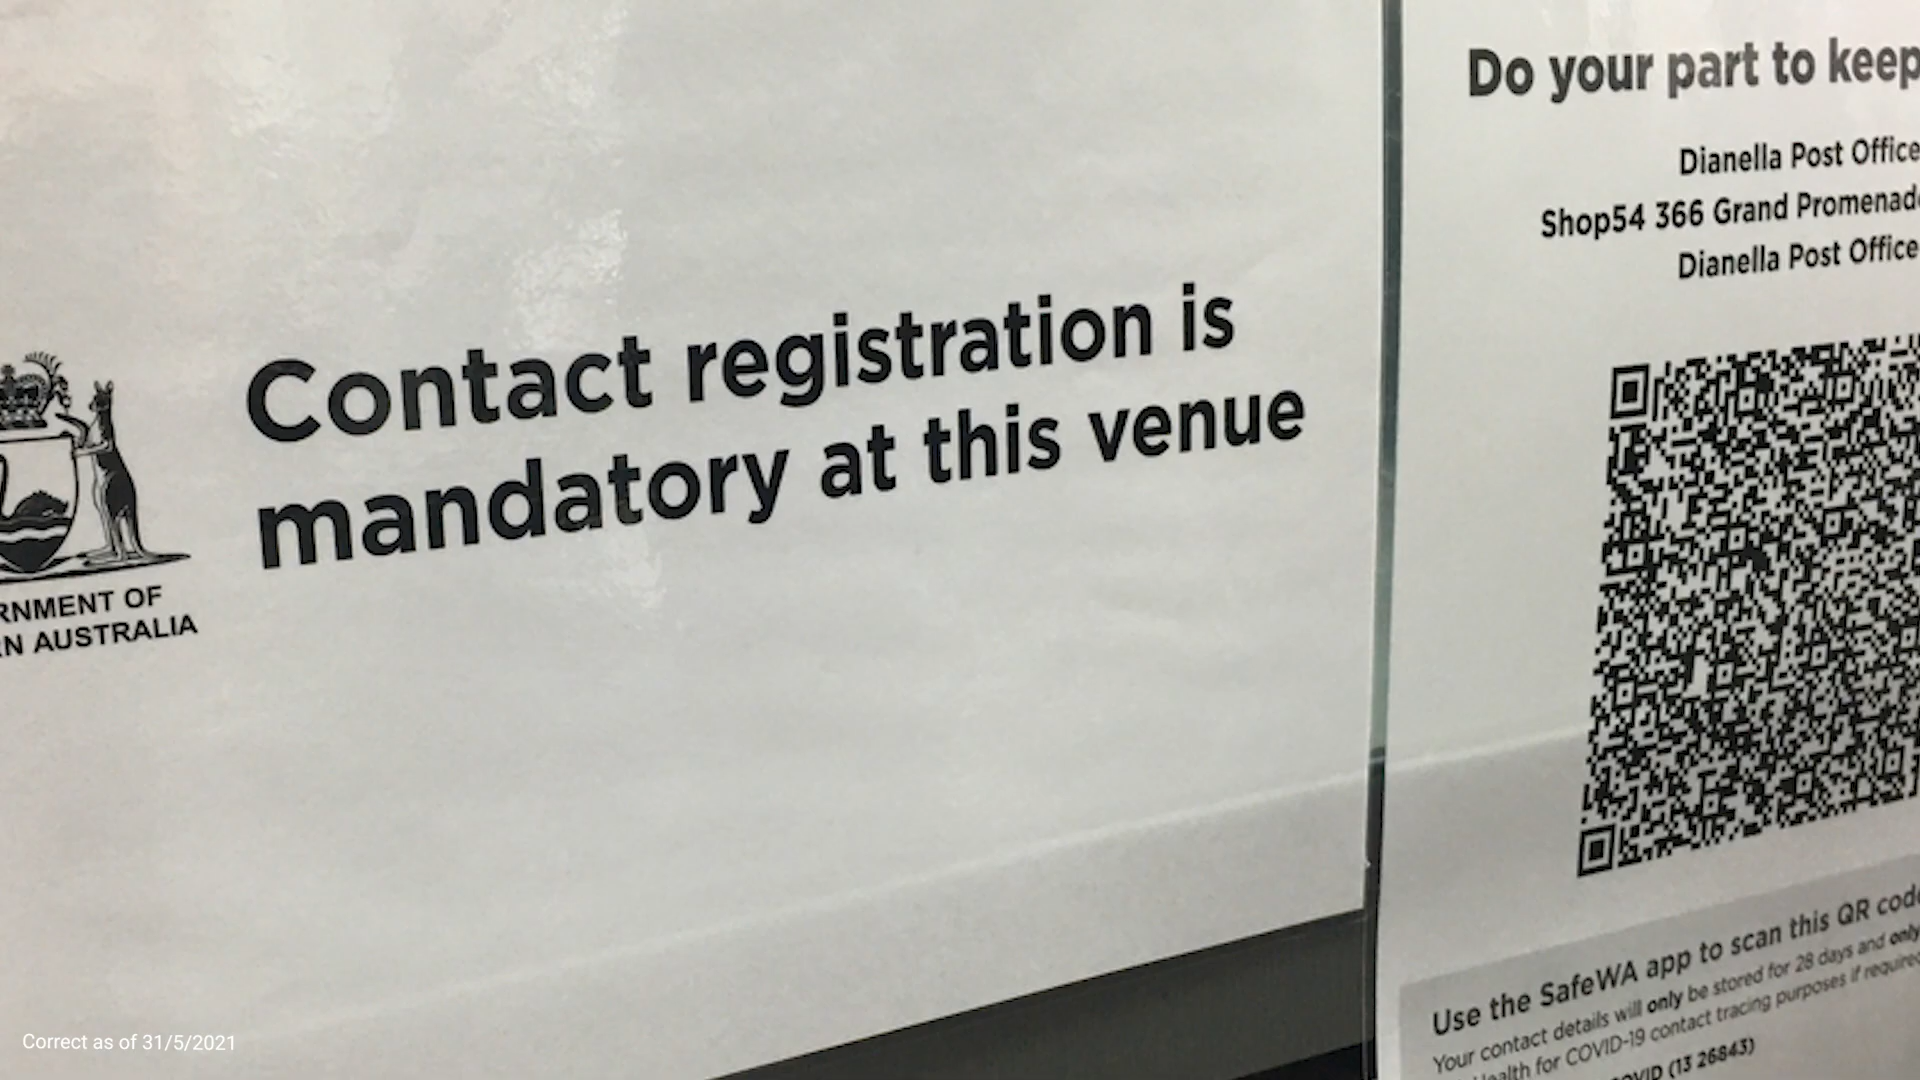 RNMENT OF
RN AUSTRALIA
Contact registration is
mandatory at this venue
Do your part to keep
Dianella Post Office
Shop54 366 Grand Promenade
Dianella Post Office
Use the SafeWA app to scan this QR code
Your contact details will only be stored for 28 days and only
Health for COVID-19 contact tracing purposes if required
OVID (13 26843)
Correct as of 31/5/2021